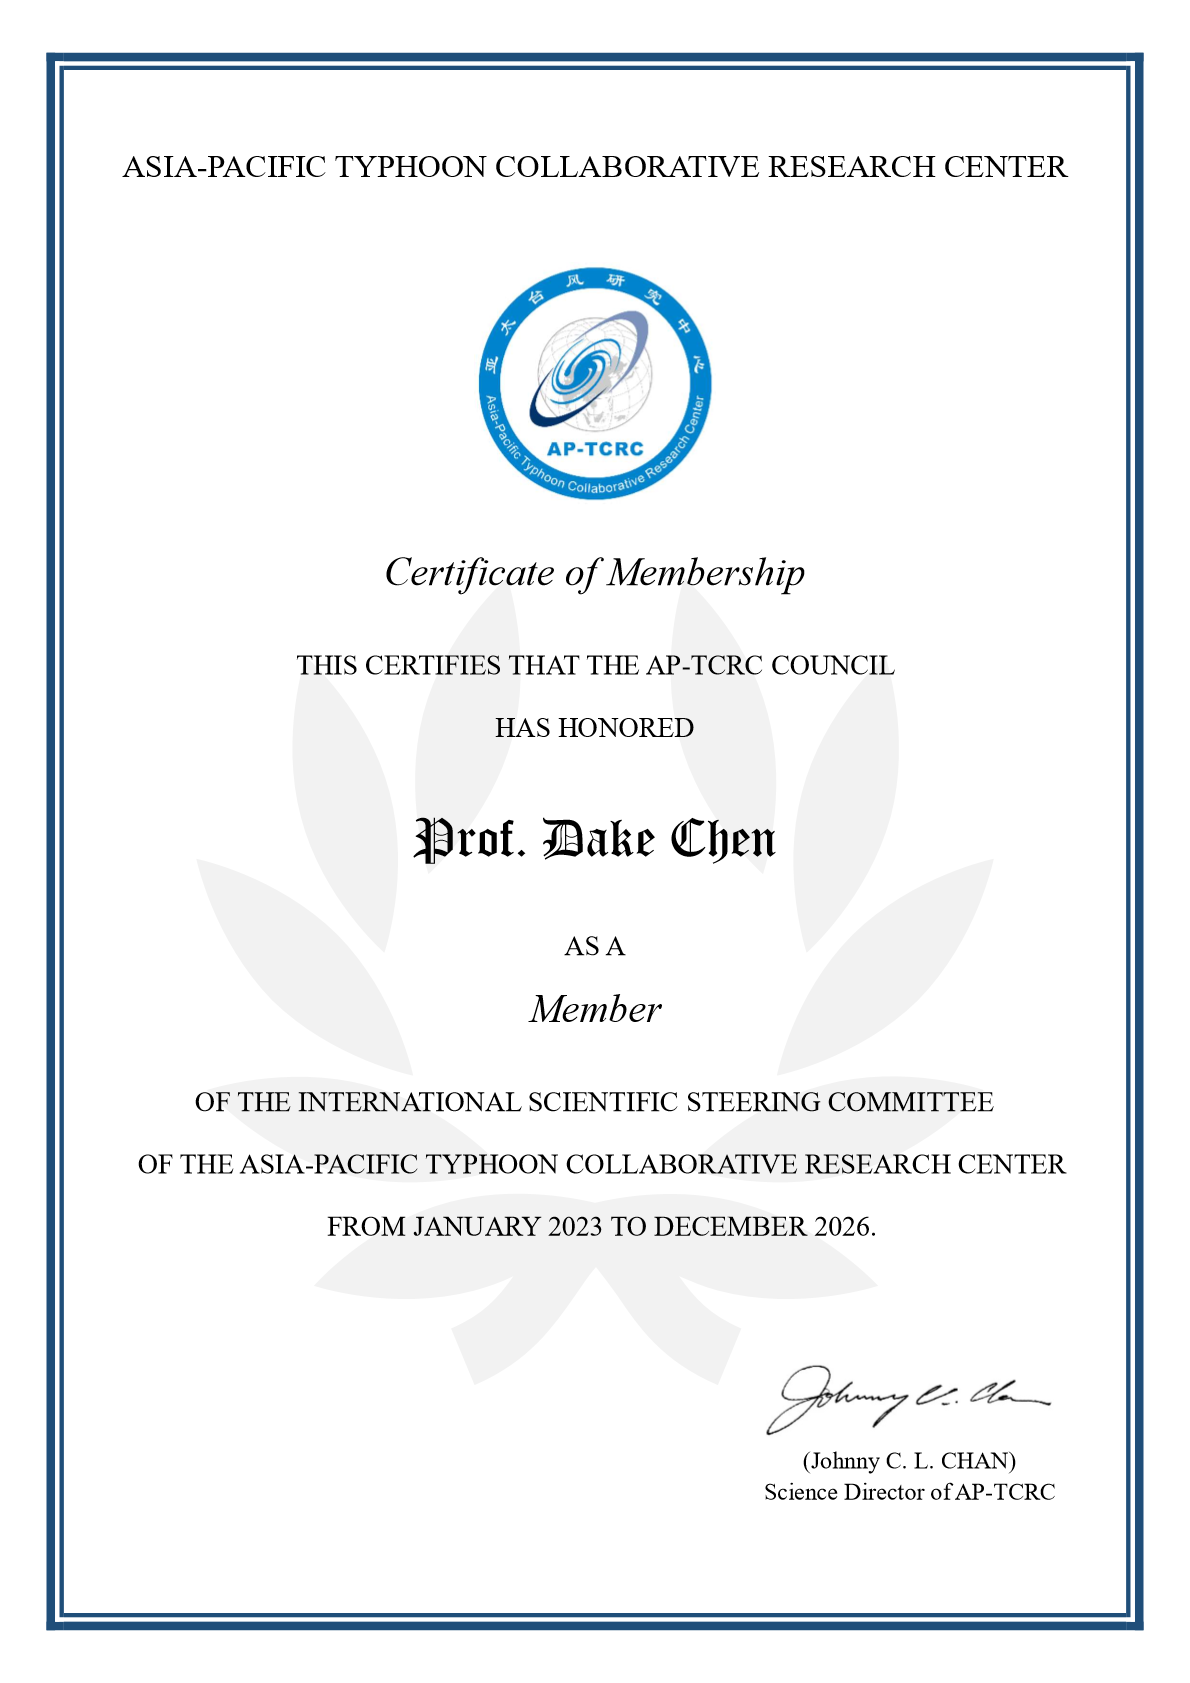 ASIA-PACIFIC TYPHOON COLLABORATIVE RESEARCH CENTER
亚太台风研究中心
AP-TCRC
Asia-Pacific Typhoon Collaborative Research Center
Certificate of Membership
THIS CERTIFIES THAT THE AP-TCRC COUNCIL
HAS HONORED
Prof. Dake Chen
AS A
Member
OF THE INTERNATIONAL SCIENTIFIC STEERING COMMITTEE
OF THE ASIA-PACIFIC TYPHOON COLLABORATIVE RESEARCH CENTER
FROM JANUARY 2023 TO DECEMBER 2026.
Johnny C. Chan
(Johnny C. L. CHAN)
Science Director of AP-TCRC